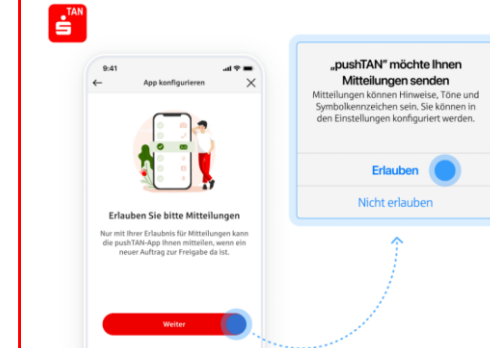 TAN
9:41
App konfigurieren
Erlauben Sie bitte Mitteilungen
Nur mit Ihrer Erlaubnis für Mitteilungen kann
die pushTAN-App Ihnen mitteilen, wenn ein
neuer Auftrag zur Freigabe da ist.
Weiter
„pushTAN“ möchte Ihnen
Mitteilungen senden
Mitteilungen können Hinweise, Töne und
Symbolkennzeichen sein. Sie können in
den Einstellungen konfiguriert werden.
Erlauben
Nicht erlauben